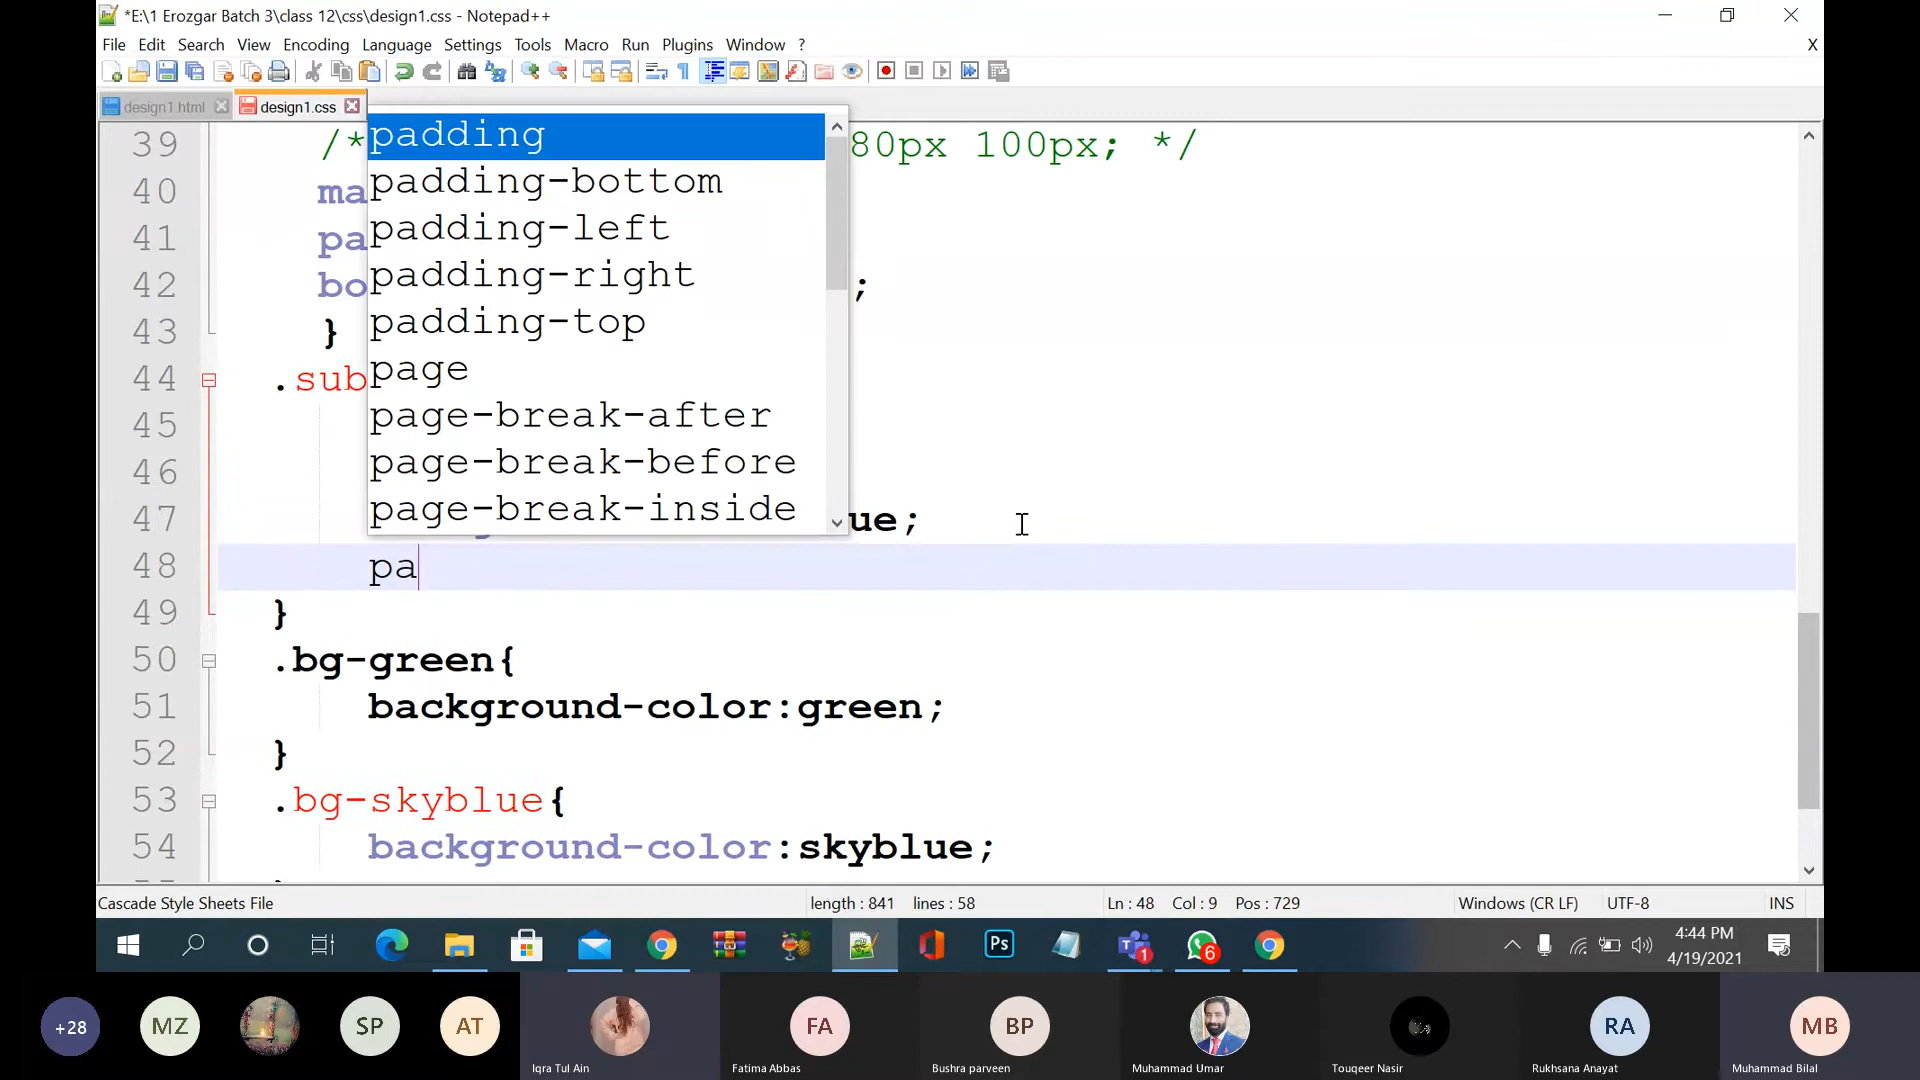 *E:\1 Erozgar Batch 3\class 12\css\design1.css - Notepad++
File Edit Search View Encoding Language Settings Tools Macro Run Plugins Window ? X
design1.html design1.css
39 /* 80px 100px; */
40 ma
41 pa
42 bo ;
43 }
44 .sub
45
46
47 ue;
48 pa
49 }
50 .bg-green{
51 background-color:green;
52 }
53 .bg-skyblue{
54 background-color:skyblue;
padding
padding-bottom
padding-left
padding-right
padding-top
page
page-break-after
page-break-before
page-break-inside
Cascade Style Sheets File length : 841 lines : 58 Ln : 48 Col : 9 Pos : 729 Windows (CR LF) UTF-8 INS
Ps 1 6 4:44 PM
4/19/2021
+28 MZ SP AT FA BP RA MB
Iqra Tul Ain Fatima Abbas Bushra parveen Muhammad Umar Touqeer Nasir Rukhsana Anayat Muhammad Bilal